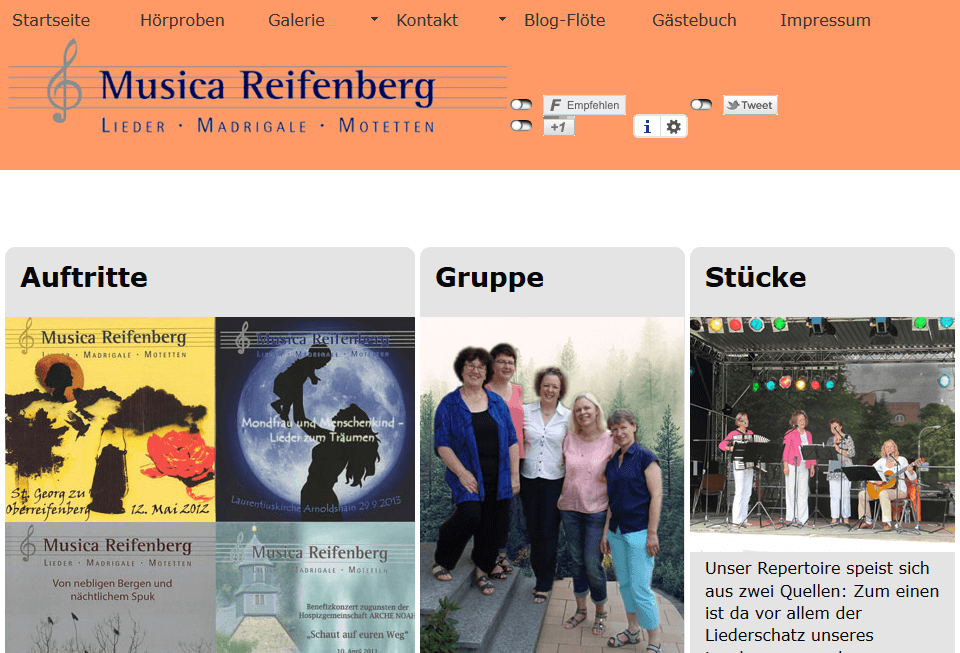 Startseite Hörproben Galerie Kontakt Blog-Flöte Gästebuch Impressum
Musica Reifenberg
LIEDER · MADRIGALE · MOTETTEN
F Empfehlen
Tweet
+1
i
Auftritte
Musica Reifenberg
LIEDER · MADRIGALE · MOTETTEN
St. Georg zu
Oberreifenberg 12. Mai 2012
Musica Reifenberg
LIEDER · MADRIGALE · MOTETTEN
Mondfrau und Menschenkind -
Lieder zum Träumen
Laurentiuskirche Arnoldshain 29.9.2013
Musica Reifenberg
LIEDER · MADRIGALE · MOTETTEN
Von nebligen Bergen und
nächtlichem Spuk
Musica Reifenberg
LIEDER · MADRIGALE · MOTETTEN
Benefizkonzert zugunsten der
Hospizgemeinschaft ARCHE NOAH
„Schaut auf euren Weg“
10. April 2011
Gruppe
Stücke
Unser Repertoire speist sich
aus zwei Quellen: Zum einen
ist da vor allem der
Liederschatz unseres